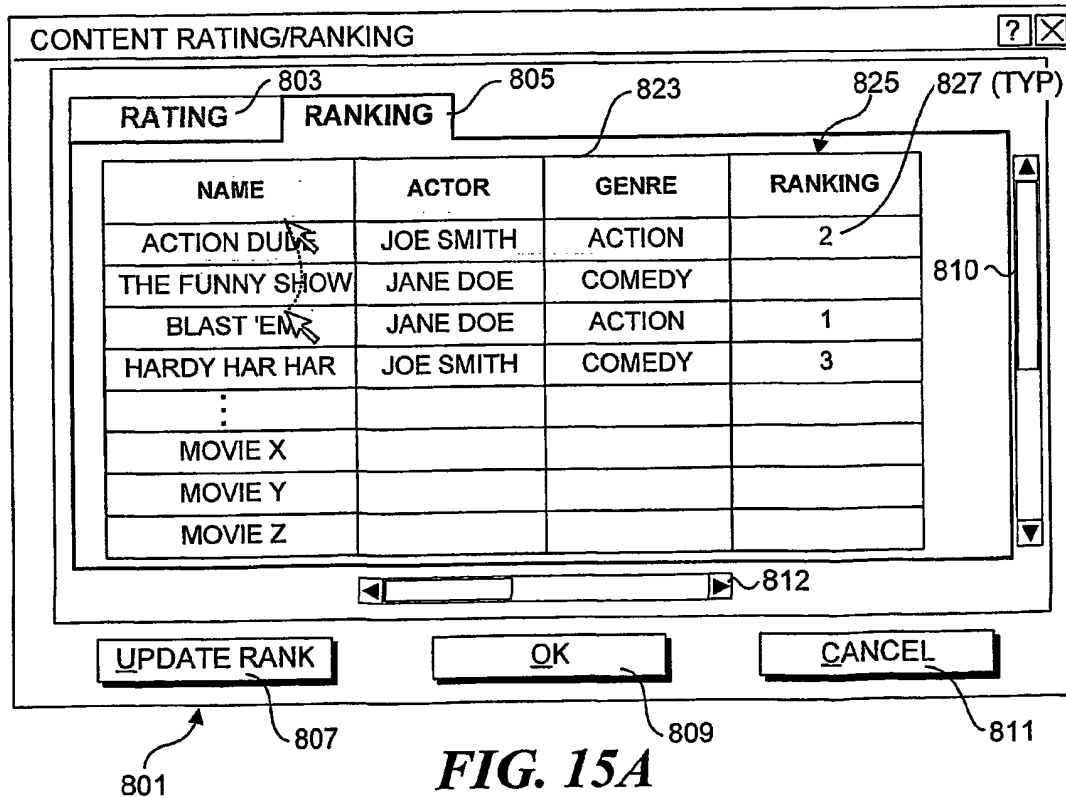 CONTENT RATING/RANKING ? X
803 805 823 825 827 (TYP)
RATING RANKING
NAME ACTOR GENRE RANKING
ACTION DUDE JOE SMITH ACTION 2
THE FUNNY SHOW JANE DOE COMEDY
810
BLAST 'EM JANE DOE ACTION 1
HARDY HAR HAR JOE SMITH COMEDY 3
⋮
MOVIE X
MOVIE Y
MOVIE Z
812
UPDATE RANK OK CANCEL
801 807 809 811
FIG. 15A